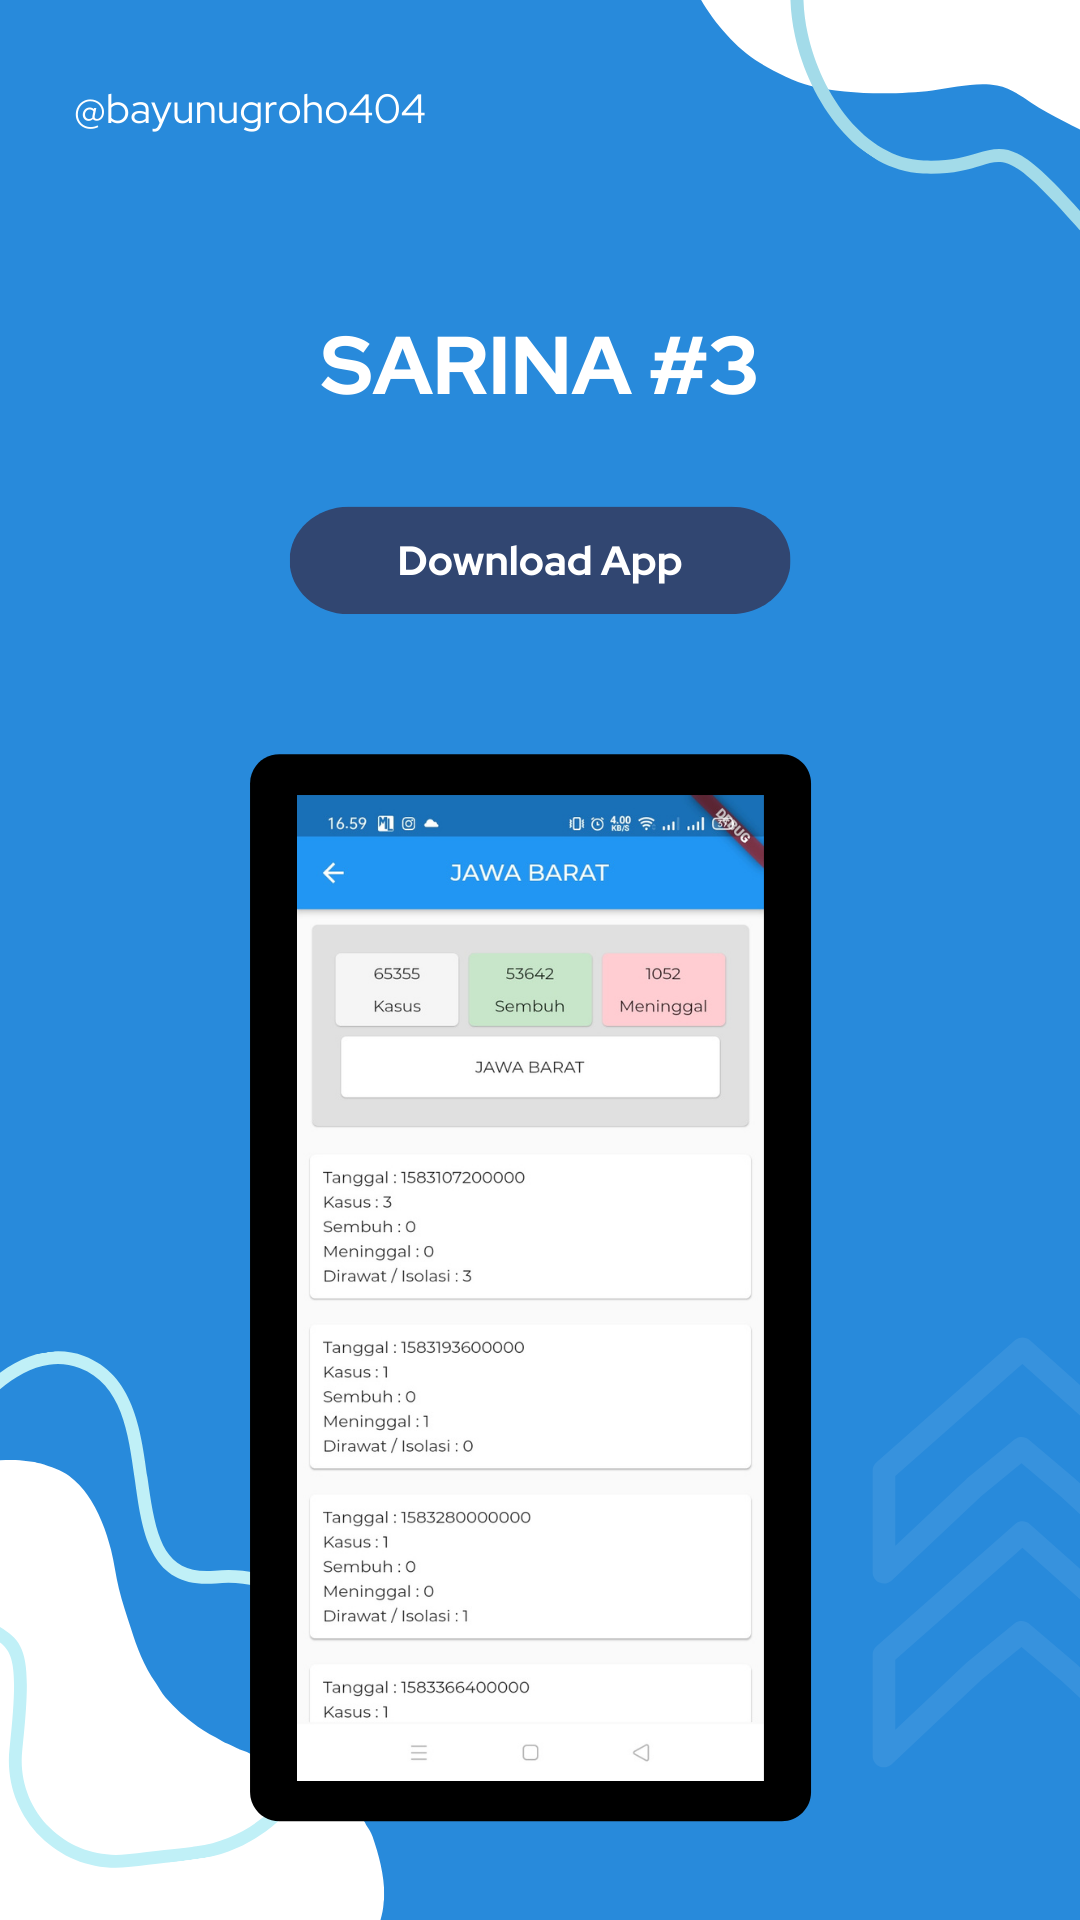 @bayunugroho404
SARINA #3
Download App
16.59
4.00
KB/S
DEBUG
JAWA BARAT
65355
Kasus
53642
Sembuh
1052
Meninggal
JAWA BARAT
Tanggal : 1583107200000
Kasus : 3
Sembuh : 0
Meninggal : 0
Dirawat / Isolasi : 3
Tanggal : 1583193600000
Kasus : 1
Sembuh : 0
Meninggal : 1
Dirawat / Isolasi : 0
Tanggal : 1583280000000
Kasus : 1
Sembuh : 0
Meninggal : 0
Dirawat / Isolasi : 1
Tanggal : 1583366400000
Kasus : 1